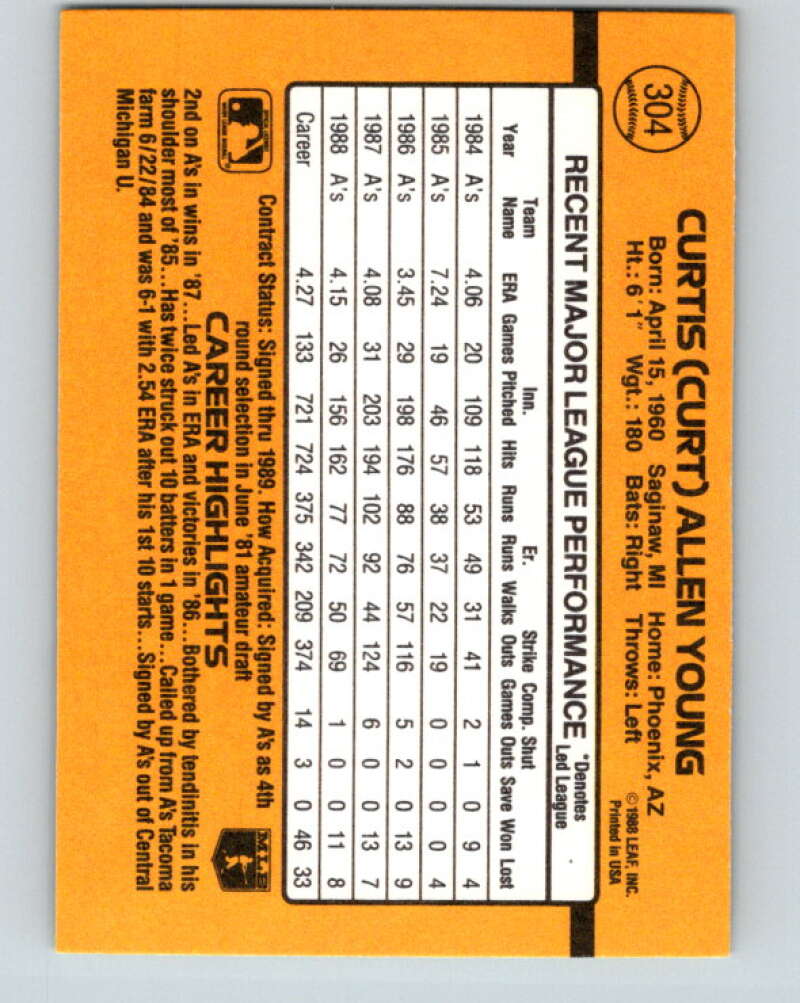 304
CURTIS (CURT) ALLEN YOUNG
Born: April 15, 1960 Saginaw, MI Home: Phoenix, AZ
Ht.: 6'1" Wgt.: 180 Bats: Right Throws: Left
©1988 LEAF, INC.
Printed in USA
RECENT MAJOR LEAGUE PERFORMANCE
*Denotes
Led League
Team Inn. Er. Strike Comp. Shut
Year Name ERA Games Pitched Hits Runs Runs Walks Outs Games Outs Save Won Lost
1984 A's 4.06 20 109 118 53 49 31 41 2 1 0 9 4
1985 A's 7.24 19 46 57 38 37 22 19 0 0 0 0 4
1986 A's 3.45 29 198 176 88 76 57 116 5 2 0 13 9
1987 A's 4.08 31 203 194 102 92 44 124 6 0 0 13 7
1988 A's 4.15 26 156 162 77 72 50 69 1 0 0 11 8
Career 4.27 133 721 724 375 342 209 374 14 3 0 46 33
Contract Status: Signed thru 1989. How Acquired: Signed by A's as 4th
round selection in June '81 amateur draft
CAREER HIGHLIGHTS
MLB
2nd on A's in wins in '87...Led A's in ERA and victories in '86...Bothered by tendinitis in his
shoulder most of '85...Has twice struck out 10 batters in 1 game...Called up from A's Tacoma
farm 6/22/84 and was 6-1 with 2.54 ERA after his 1st 10 starts...Signed by A's out of Central
Michigan U.